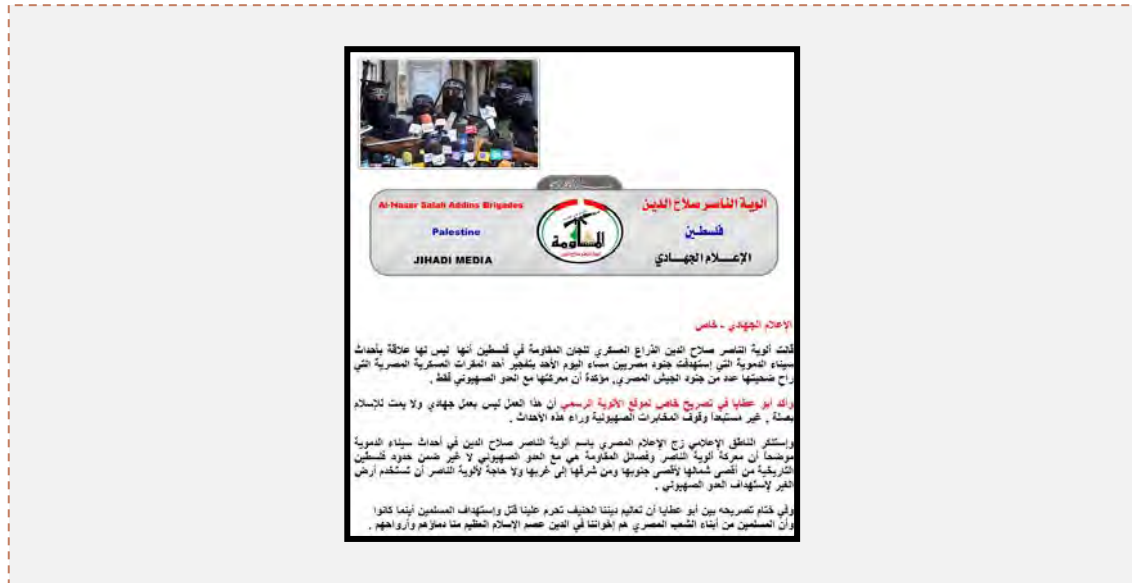 ألوية الناصر صلاح الدين
Al-Naser Salah Addine Brigades
فلسطين
Palestine
المقاومة
الإعــلام الجهــادي
JIHADI MEDIA
الإعلام الجهادي - خاص
قالت ألوية الناصر صلاح الدين الذراع العسكري للجان المقاومة في فلسطين أنها ليس لها علاقة بأحداث
سيناء الدموية التي إستهدفت جنود مصريين مساء اليوم الأحد بتفجير أحد المقرات العسكرية المصرية التي
راح ضحيتها عدد من جنود الجيش المصري, مؤكدة أن معركتها مع العدو الصهيوني فقط .
وأكد أبو عطايا في تصريح خاص لموقع الألوية الرسمي أن هذا العمل ليس بعمل جهادي ولا يمت للإسلام
بصلة , غير مستبعداً وقوف المخابرات الصهيونية وراء هذه الأحداث .
وإستنكر الناطق الإعلامي زج الإعلام المصري باسم ألوية الناصر صلاح الدين في أحداث سيناء الدموية
موضحاً أن معركة ألوية الناصر وفصائل المقاومة هي مع العدو الصهيوني لا غير ضمن حدود فلسطين
التاريخية من أقصى شمالها لأقصى جنوبها ومن شرقها إلى غربها ولا حاجة لألوية الناصر أن تستخدم أرض
الغير لإستهداف العدو الصهيوني .
وفي ختام تصريحه بين أبو عطايا أن تعاليم ديننا الحنيف تحرم علينا قتل وإستهداف المسلمين أينما كانوا
وأن المسلمين من أبناء الشعب المصري هم إخواننا في الدين عصم الإسلام العظيم منا دماؤهم وأرواحهم .